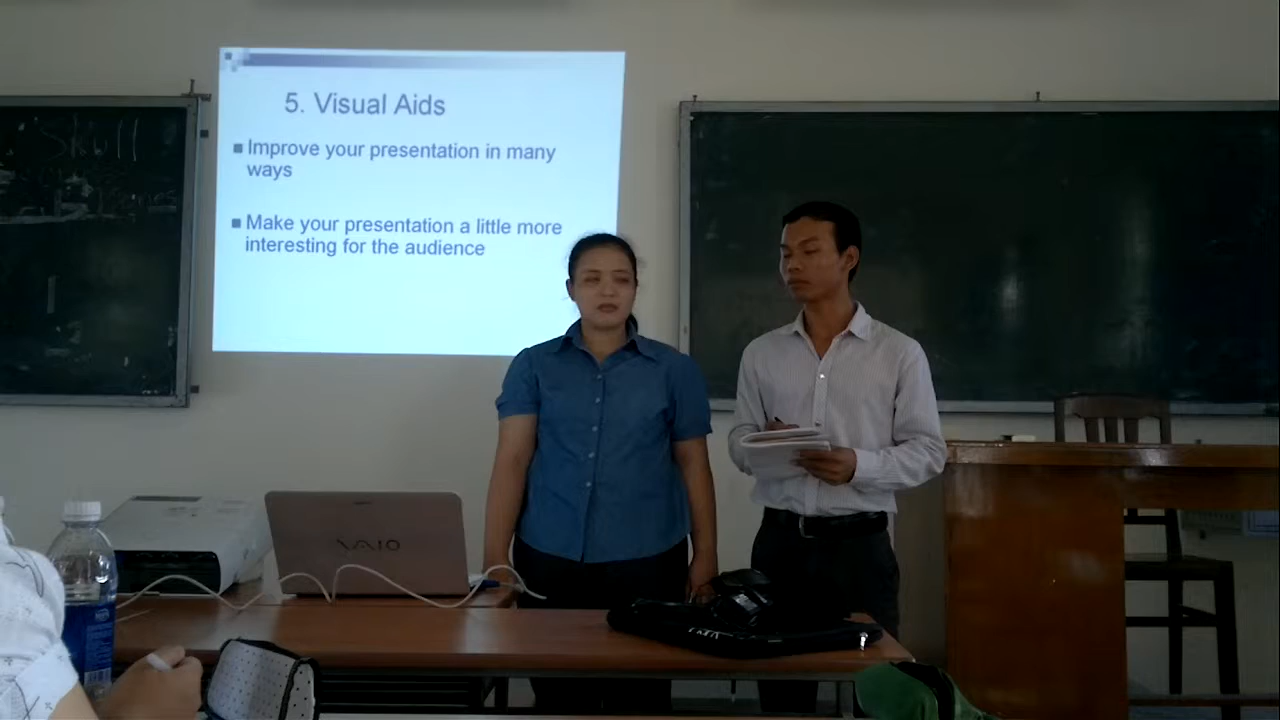 5. Visual Aids
Improve your presentation in many
ways
Make your presentation a little more
interesting for the audience
Skill
VAIO